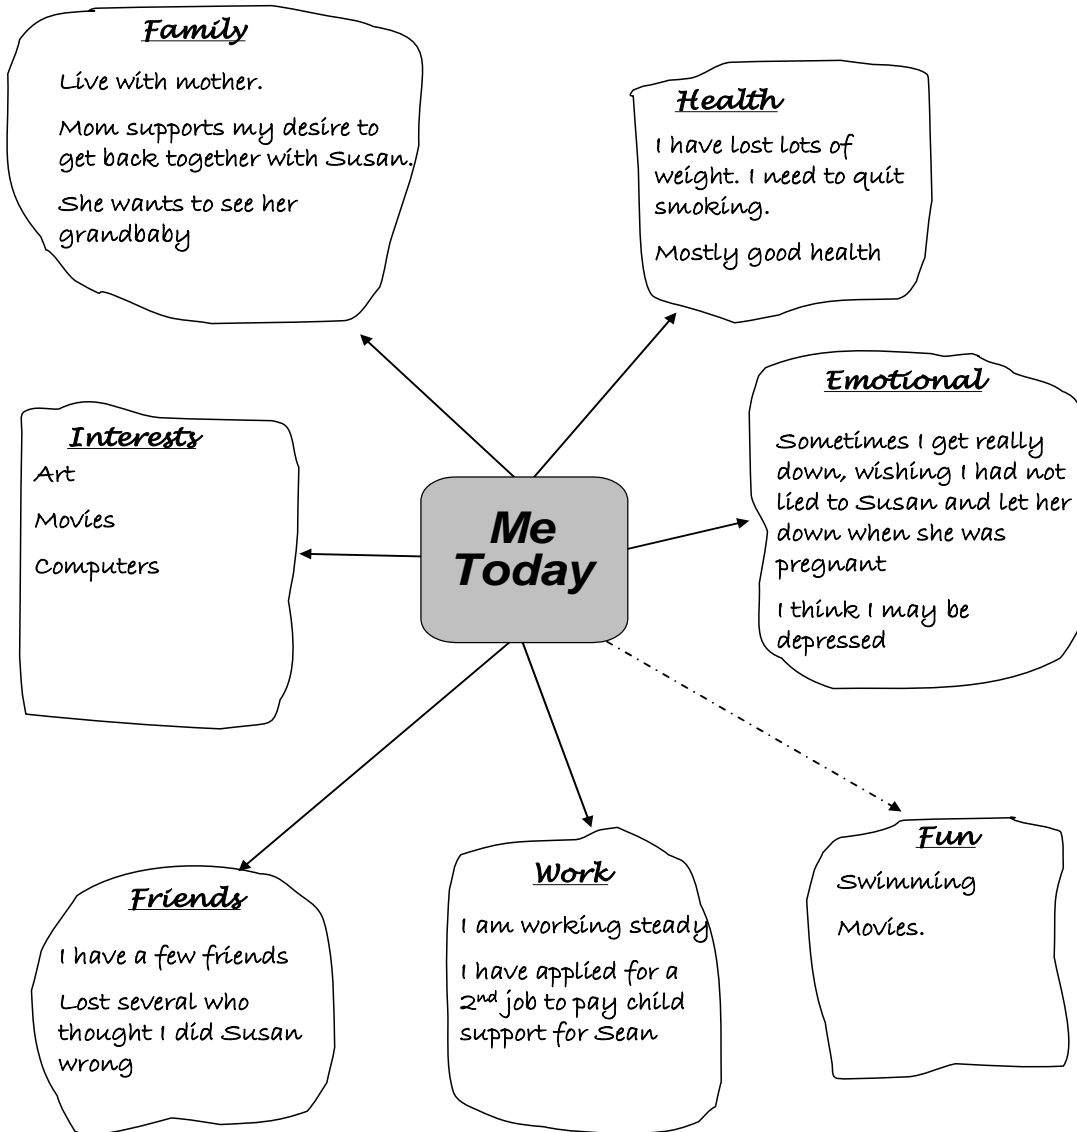 Family
Live with mother.
Mom supports my desire to
get back together with Susan.
She wants to see her
grandbaby
Health
I have lost lots of
weight. I need to quit
smoking.
Mostly good health
Interests
Art
Movies
Computers
Me
Today
Emotional
Sometimes I get really
down, wishing I had not
lied to Susan and let her
down when she was
pregnant
I think I may be
depressed
Friends
I have a few friends
Lost several who
thought I did Susan
wrong
Work
I am working steady
I have applied for a
2nd job to pay child
support for Sean
Fun
Swimming
Movies.